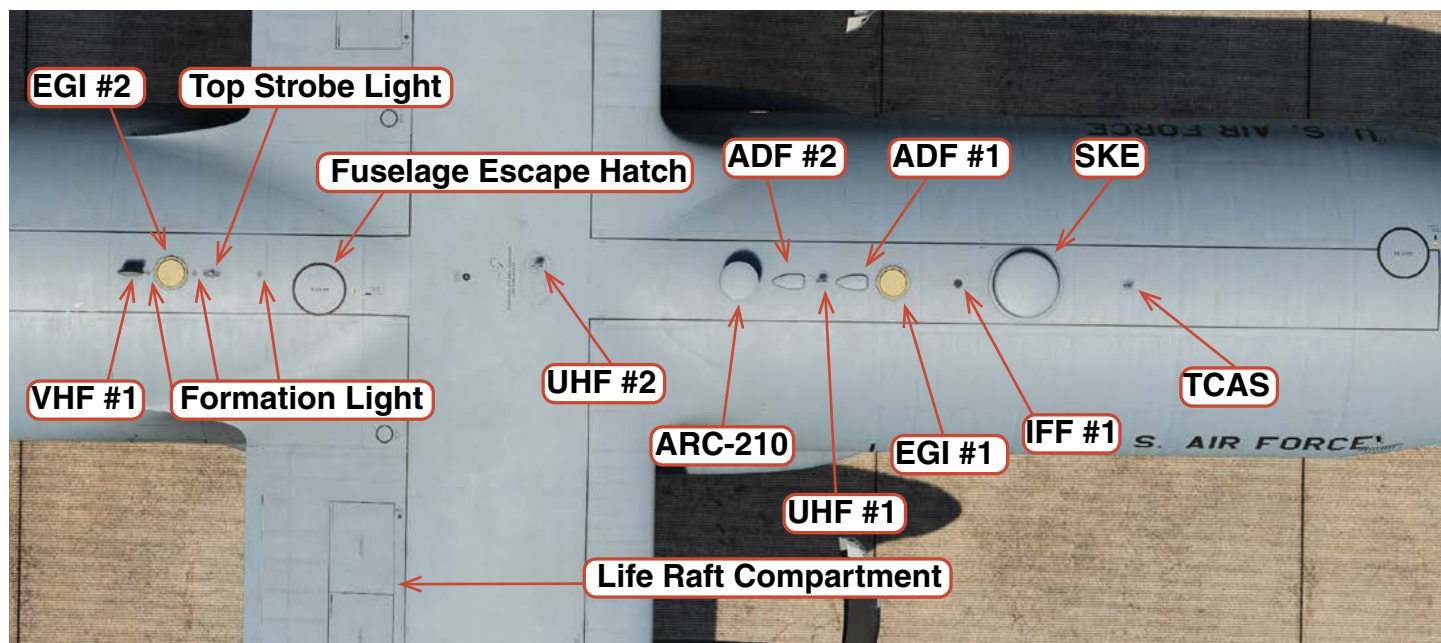 U. S. AIR FORCE
EGI #2
Top Strobe Light
Fuselage Escape Hatch
ADF #2
ADF #1
SKE
VHF #1
Formation Light
UHF #2
ARC-210
EGI #1
IFF #1
TCAS
S. AIR FORCE
UHF #1
Life Raft Compartment